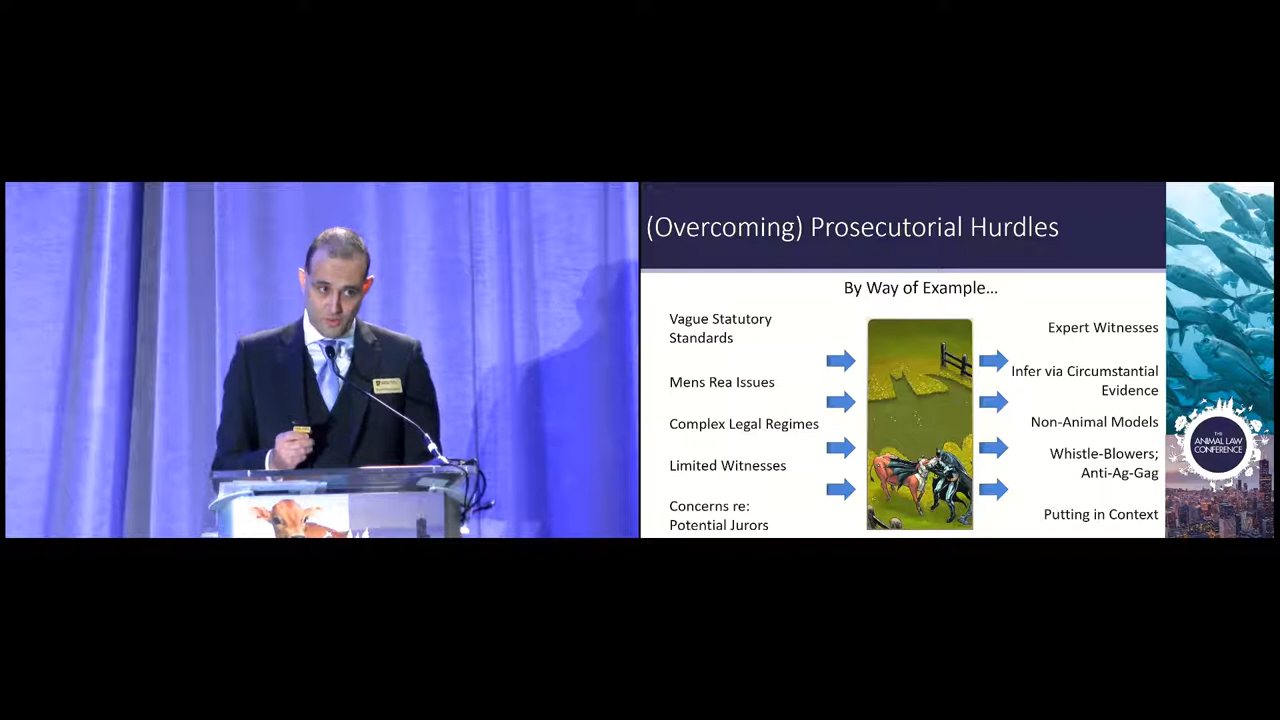 (Overcoming) Prosecutorial Hurdles
By Way of Example...
Vague Statutory
Standards
Mens Rea Issues
Complex Legal Regimes
Limited Witnesses
Concerns re:
Potential Jurors
Expert Witnesses
Infer via Circumstantial
Evidence
Non-Animal Models
Whistle-Blowers;
Anti-Ag-Gag
Putting in Context
THE
ANIMAL LAW
CONFERENCE